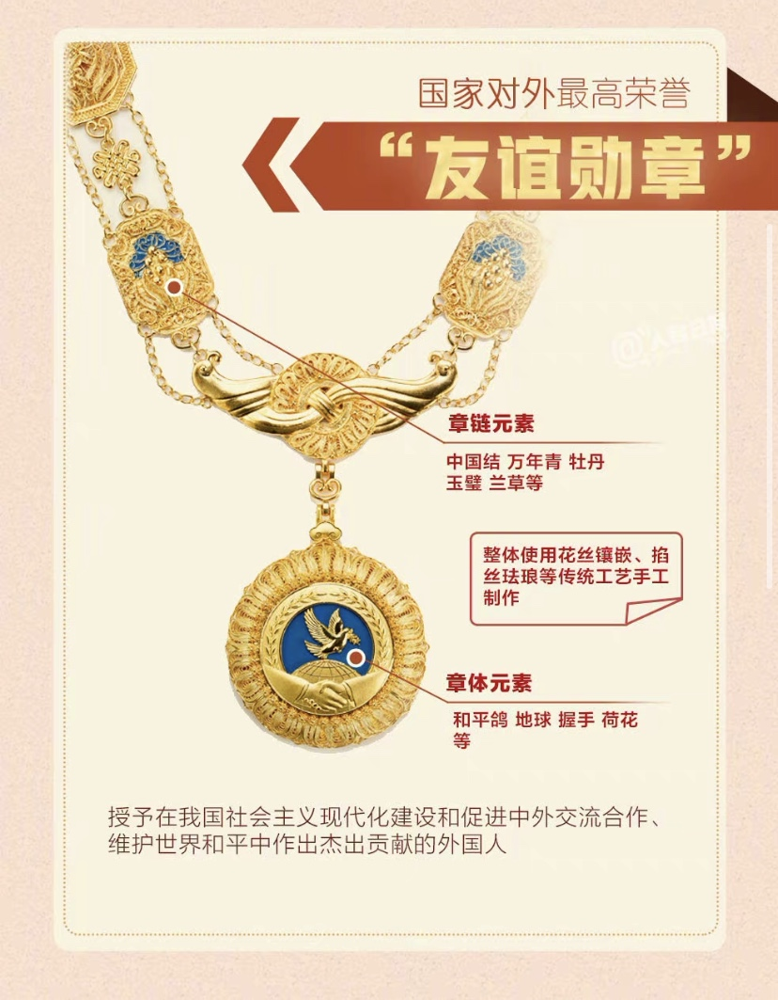 国家对外最高荣誉
“友谊勋章”
章链元素
中国结 万年青 牡丹
玉璧 兰草等
整体使用花丝镶嵌、掐
丝珐琅等传统工艺手工
制作
章体元素
和平鸽 地球 握手 荷花
等
授予在我国社会主义现代化建设和促进中外交流合作、
维护世界和平中作出杰出贡献的外国人